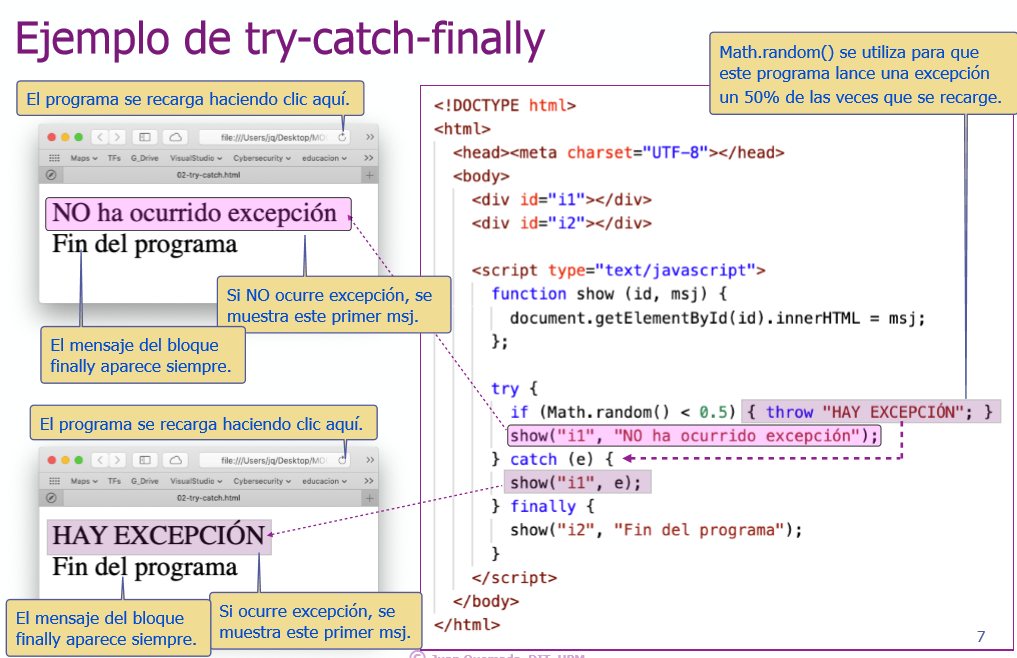 Ejemplo de try-catch-finally
Math.random() se utiliza para que
este programa lance una excepción
un 50% de las veces que se recarge.
El programa se recarga haciendo clic aquí.
file:///Users/jq/Desktop/MO
Maps TFs G_Drive VisualStudio Cybersecurity educacion
02-try-catch.html
NO ha ocurrido excepción
Fin del programa
Si NO ocurre excepción, se
muestra este primer msj.
El mensaje del bloque
finally aparece siempre.
El programa se recarga haciendo clic aquí.
file:///Users/jq/Desktop/MO
Maps TFs G_Drive VisualStudio Cybersecurity educacion
02-try-catch.html
HAY EXCEPCIÓN
Fin del programa
El mensaje del bloque
finally aparece siempre.
Si ocurre excepción, se
muestra este primer msj.
<!DOCTYPE html>
<html>
<head><meta charset="UTF-8"></head>
<body>
<div id="i1"></div>
<div id="i2"></div>
<script type="text/javascript">
function show (id, msj) {
document.getElementById(id).innerHTML = msj;
};
try {
if (Math.random() < 0.5) { throw "HAY EXCEPCIÓN"; }
show("i1", "NO ha ocurrido excepción");
} catch (e) {
show("i1", e);
} finally {
show("i2", "Fin del programa");
}
</script>
</body>
</html>
7